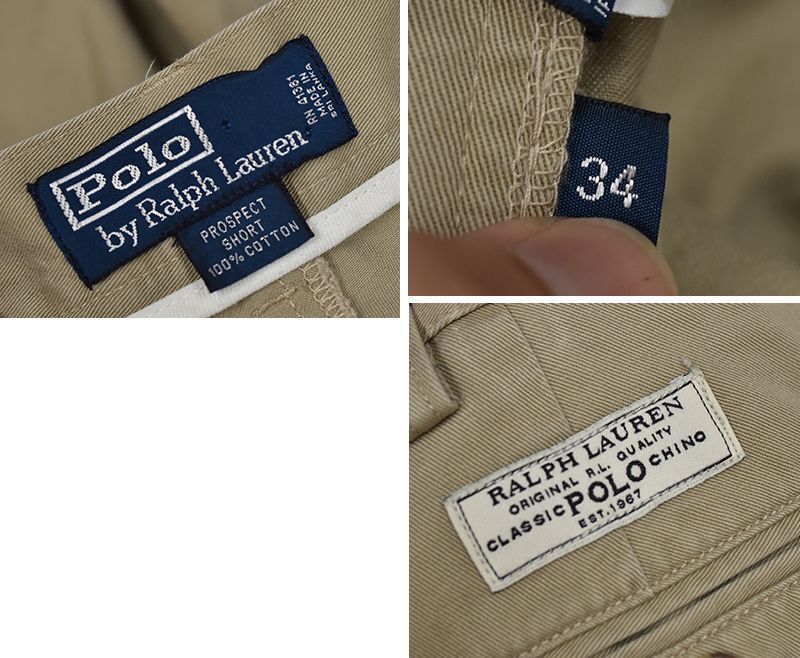 Polo
by Ralph Lauren
RN 41381
MADE IN
SRI LANKA
PROSPECT
SHORT
100% COTTON
34
RALPH LAUREN
ORIGINAL R.L. QUALITY
CLASSIC POLO CHINO
EST. 1967